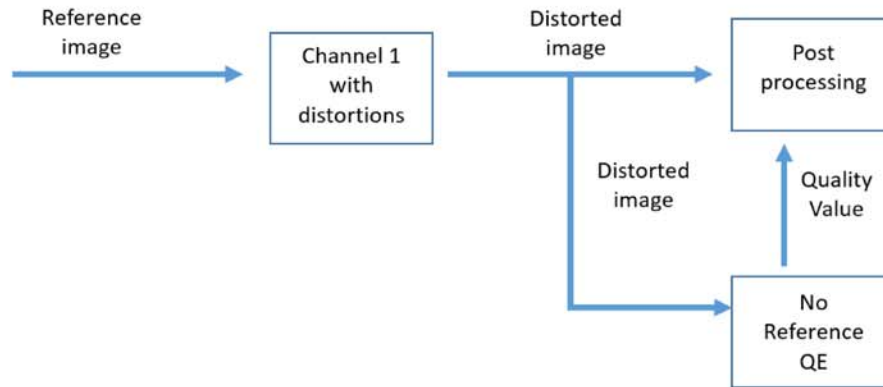 Reference
image
Channel 1
with
distortions
Distorted
image
Post
processing
Distorted
image
Quality
Value
No
Reference
QE